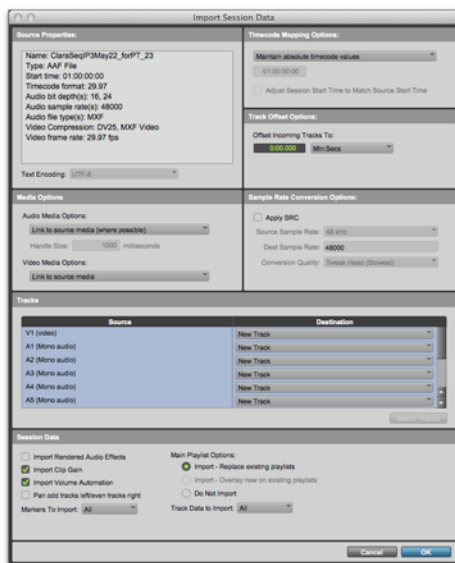 Import Session Data
Source Properties:
Name: ClaraSeqIP3May22_forPT_23
Type: AAF File
Start time: 01:00:00:00
Timecode format: 29.97
Audio bit depth(s): 16, 24
Audio sample rate(s): 48000
Audio file type(s): MXF
Video Compression: DV25, MXF Video
Video frame rate: 29.97 fps
Text Encoding: UTF-8
Timecode Mapping Options:
Maintain absolute timecode values
01:00:00:00
Adjust Session Start Time to Match Source Start Time
Track Offset Options:
Offset Incoming Tracks To:
0:00.000 Min:Secs
Media Options
Audio Media Options:
Link to source media (where possible)
Handle Size: 1000 milliseconds
Video Media Options:
Link to source media
Sample Rate Conversion Options:
Apply SRC
Source Sample Rate: 48 kHz
Dest Sample Rate: 48000
Conversion Quality: Tweak Head (Slowest)
Tracks
Source Destination
V1 (video) New Track
A1 (Mono audio) New Track
A2 (Mono audio) New Track
A3 (Mono audio) New Track
A4 (Mono audio) New Track
A5 (Mono audio) New Track
Match Tracks
Session Data
Import Rendered Audio Effects
Import Clip Gain
Import Volume Automation
Pan odd tracks left/even tracks right
Markers To Import: All
Main Playlist Options:
Import - Replace existing playlists
Import - Overlay new on existing playlists
Do Not Import
Track Data to Import: All
Cancel OK